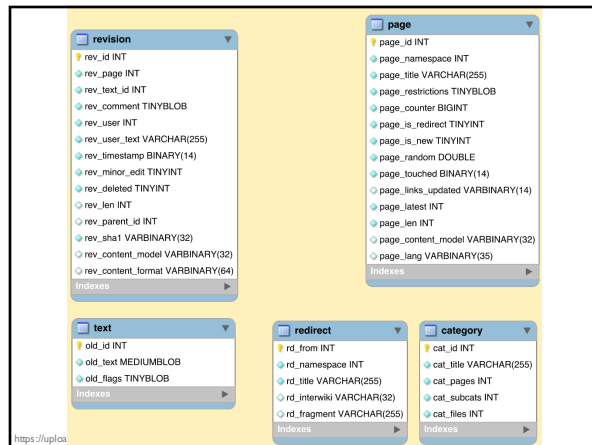 revision
rev_id INT
rev_page INT
rev_text_id INT
rev_comment TINYBLOB
rev_user INT
rev_user_text VARCHAR(255)
rev_timestamp BINARY(14)
rev_minor_edit TINYINT
rev_deleted TINYINT
rev_len INT
rev_parent_id INT
rev_sha1 VARBINARY(32)
rev_content_model VARBINARY(32)
rev_content_format VARBINARY(64)
Indexes
page
page_id INT
page_namespace INT
page_title VARCHAR(255)
page_restrictions TINYBLOB
page_counter BIGINT
page_is_redirect TINYINT
page_is_new TINYINT
page_random DOUBLE
page_touched BINARY(14)
page_links_updated VARBINARY(14)
page_latest INT
page_len INT
page_content_model VARBINARY(32)
page_lang VARBINARY(35)
Indexes
text
old_id INT
old_text MEDIUMBLOB
old_flags TINYBLOB
Indexes
redirect
rd_from INT
rd_namespace INT
rd_title VARCHAR(255)
rd_interwiki VARCHAR(32)
rd_fragment VARCHAR(255)
Indexes
category
cat_id INT
cat_title VARCHAR(255)
cat_pages INT
cat_subcats INT
cat_files INT
Indexes
https://uploa